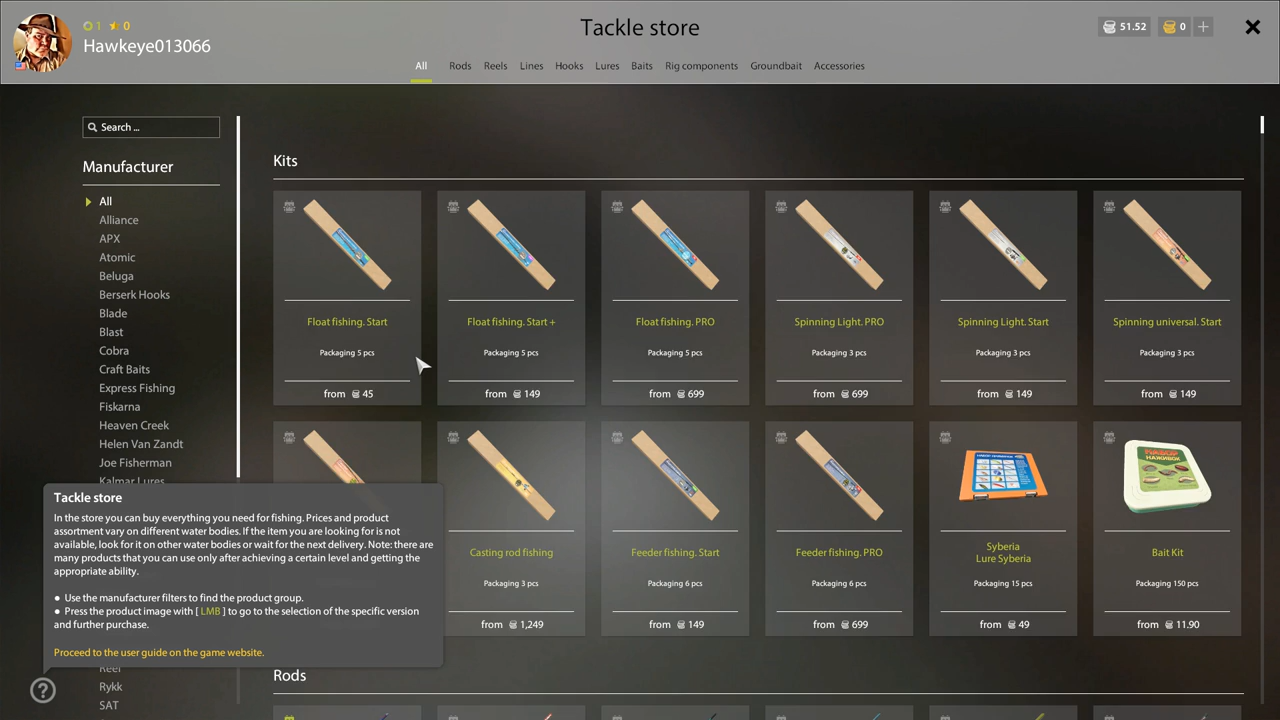 1 0
Hawkeye013066
Tackle store
51.52 0 +
All Rods Reels Lines Hooks Lures Baits Rig components Groundbait Accessories
Search ...
Manufacturer
All
Alliance
APX
Atomic
Beluga
Berserk Hooks
Blade
Blast
Cobra
Craft Baits
Express Fishing
Fiskarna
Heaven Creek
Helen Van Zandt
Joe Fisherman
Kalmar Lures
Tackle store
In the store you can buy everything you need for fishing. Prices and product
assortment vary on different water bodies. If the item you are looking for is not
available, look for it on other water bodies or wait for the next delivery. Note: there are
many products that you can use only after achieving a certain level and getting the
appropriate ability.
● Use the manufacturer filters to find the product group.
● Press the product image with [ LMB ] to go to the selection of the specific version
and further purchase.
Proceed to the user guide on the game website.
Reel
Rykk
SAT
?
Kits
Float fishing. Start
Packaging 5 pcs
from 45
Float fishing. Start +
Packaging 5 pcs
from 149
Float fishing. PRO
Packaging 5 pcs
from 699
Spinning Light. PRO
Packaging 3 pcs
from 699
Spinning Light. Start
Packaging 3 pcs
from 149
Spinning universal. Start
Packaging 3 pcs
from 149
Casting rod fishing
Packaging 3 pcs
from 1,249
Feeder fishing. Start
Packaging 6 pcs
from 149
Feeder fishing. PRO
Packaging 6 pcs
from 699
Syberia
Lure Syberia
Packaging 15 pcs
from 49
НАБОР
НАЖИВОК
Bait Kit
Packaging 150 pcs
from 11.90
Rods